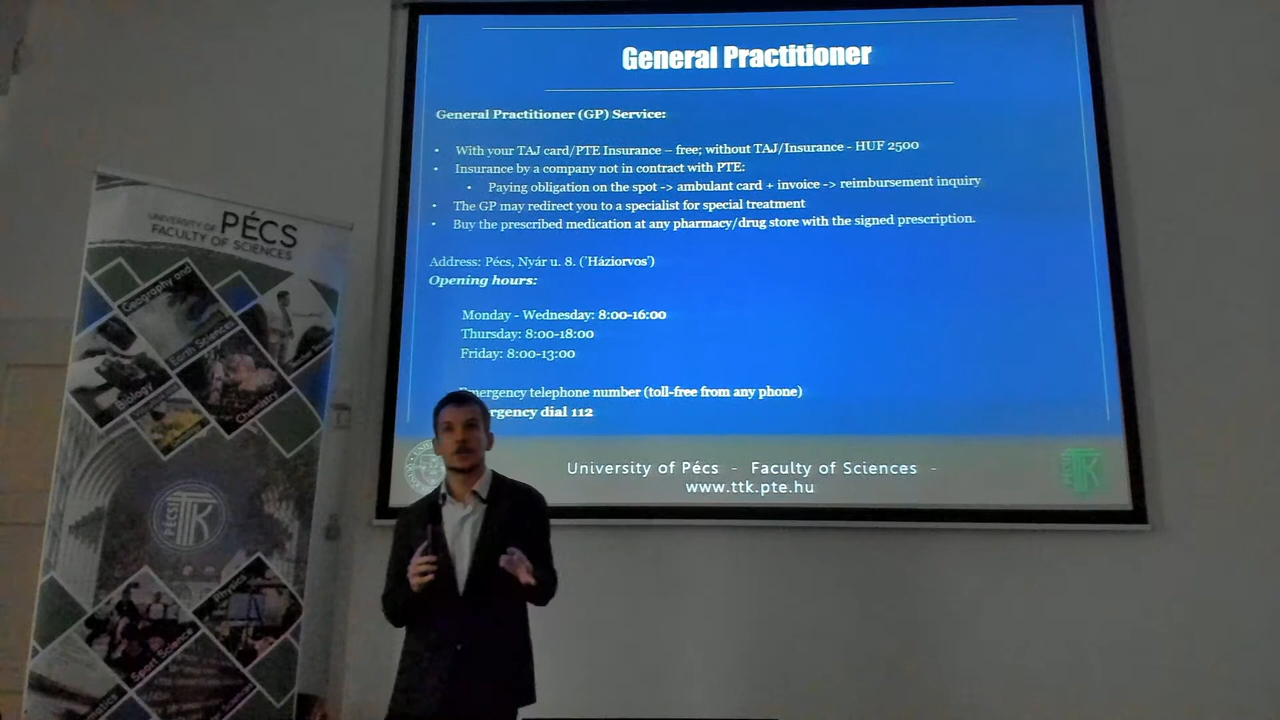 General Practitioner
General Practitioner (GP) Service:
• With your TAJ card/PTE Insurance – free; without TAJ/Insurance - HUF 2500
• Insurance by a company not in contract with PTE:
• Paying obligation on the spot -> ambulant card + invoice -> reimbursement inquiry
• The GP may redirect you to a specialist for special treatment
• Buy the prescribed medication at any pharmacy/drug store with the signed prescription.
Address: Pécs, Nyár u. 8. ('Háziorvos')
Opening hours:
Monday - Wednesday: 8:00-16:00
Thursday: 8:00-18:00
Friday: 8:00-13:00
Emergency telephone number (toll-free from any phone)
rgency dial 112
University of Pécs - Faculty of Sciences -
www.ttk.pte.hu
UNIVERSITY OF PÉCS
FACULTY OF SCIENCES
Geography and
Earth Sciences
Biology
Chemistry
PÉCSI TTK
Physics
Sport Science
matics